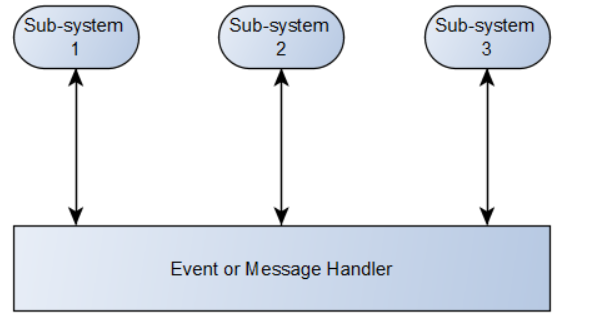 Sub-system
1
Sub-system
2
Sub-system
3
Event or Message Handler